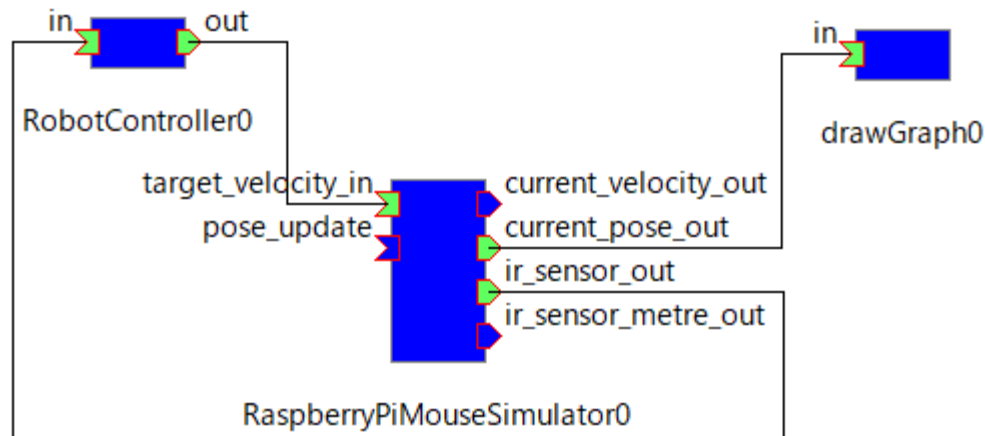 in
out
RobotController0
in
drawGraph0
target_velocity_in
pose_update
current_velocity_out
current_pose_out
ir_sensor_out
ir_sensor_metre_out
RaspberryPiMouseSimulator0